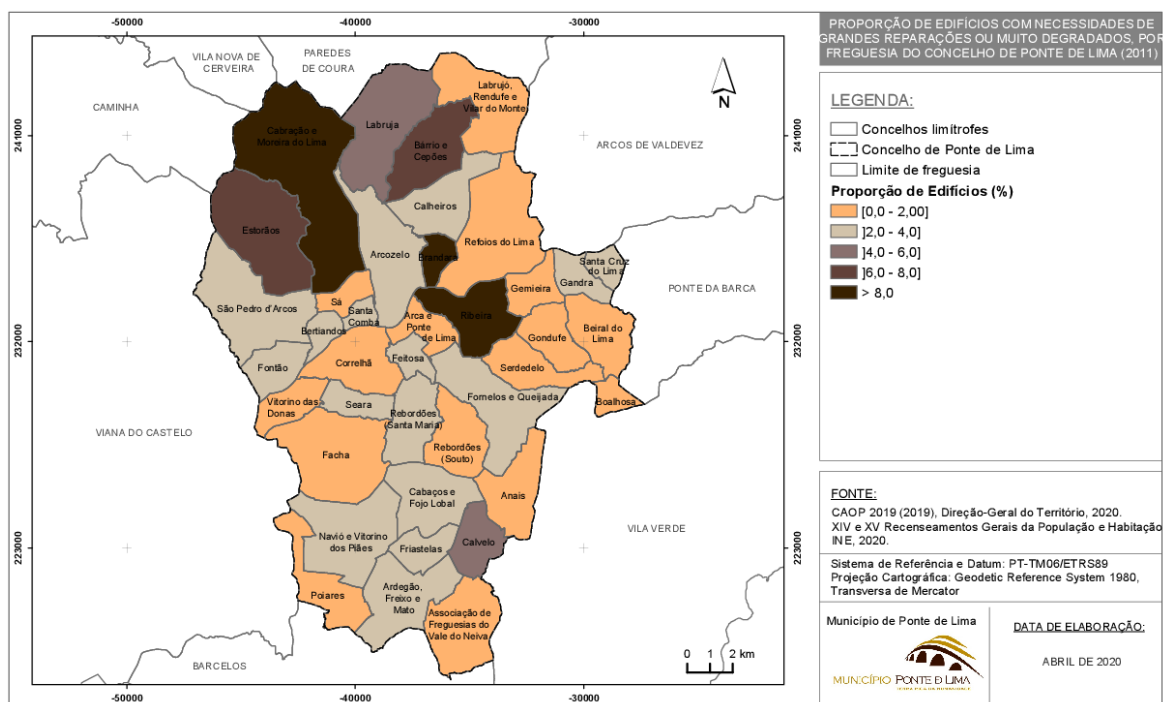 -50000
-40000
-30000
PROPORÇÃO DE EDIFÍCIOS COM NECESSIDADES DE
GRANDES REPARAÇÕES OU MUITO DEGRADADOS, POR
FREGUESIA DO CONCELHO DE PONTE DE LIMA (2011)
VILA NOVA DE
CERVEIRA
PAREDES
DE COURA
CAMINHA
ARCOS DE VALDEVEZ
PONTE DA BARCA
VIANA DO CASTELO
VILA VERDE
BARCELOS
N
241000
232000
223000
241000
232000
223000
Labrujó,
Rendufe e
Vilar do Monte
Labruja
Cabração e
Moreira do Lima
Bárrio e
Cepões
Calheiros
Estorãos
Refoios do Lima
Arcozelo
Brandara
Santa Cruz
do Lima
Gandra
Gemieira
São Pedro d'Arcos
Sá
Santa
Comba
Bertiandos
Arca e
Ponte
de Lima
Ribeira
Beiral do
Lima
Gondufe
Feitosa
Correlhã
Fontão
Serdedelo
Fornelos e Queijada
Boalhosa
Vitorino das
Donas
Seara
Rebordões
(Santa Maria)
Rebordões
(Souto)
Facha
Anais
Cabaços e
Fojo Lobal
Navió e Vitorino
dos Piães
Friastelas
Calvelo
Poiares
Ardegão,
Freixo e
Mato
Associação de
Freguesias do
Vale do Neiva
0 1 2 km
-50000
-40000
-30000
LEGENDA:
Concelhos limítrofes
Concelho de Ponte de Lima
Limite de freguesia
Proporção de Edifícios (%)
[0,0 - 2,00]
]2,0 - 4,0]
]4,0 - 6,0]
]6,0 - 8,0]
> 8,0
FONTE:
CAOP 2019 (2019), Direção-Geral do Território, 2020.
XIV e XV Recenseamentos Gerais da População e Habitação
INE, 2020.
Sistema de Referência e Datum: PT-TM06/ETRS89
Projeção Cartográfica: Geodetic Reference System 1980,
Transversa de Mercator
Município de Ponte de Lima
MUNICÍPIO PONTE D LIMA
DATA DE ELABORAÇÃO:
ABRIL DE 2020